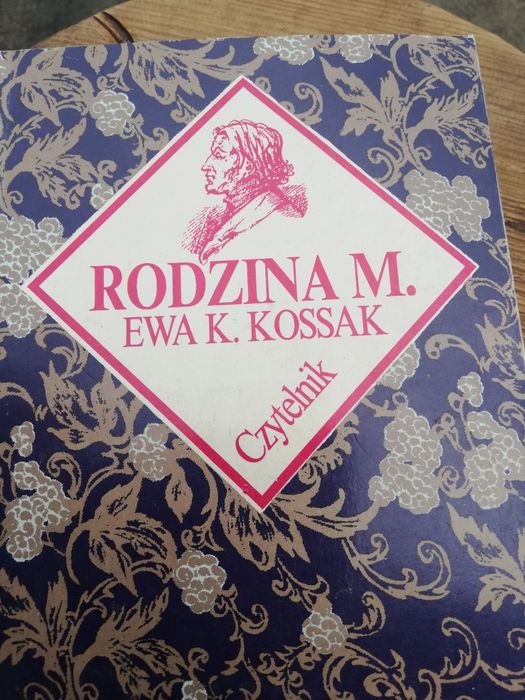 RODZINA M.
EWA K. KOSSAK
Czytelnik